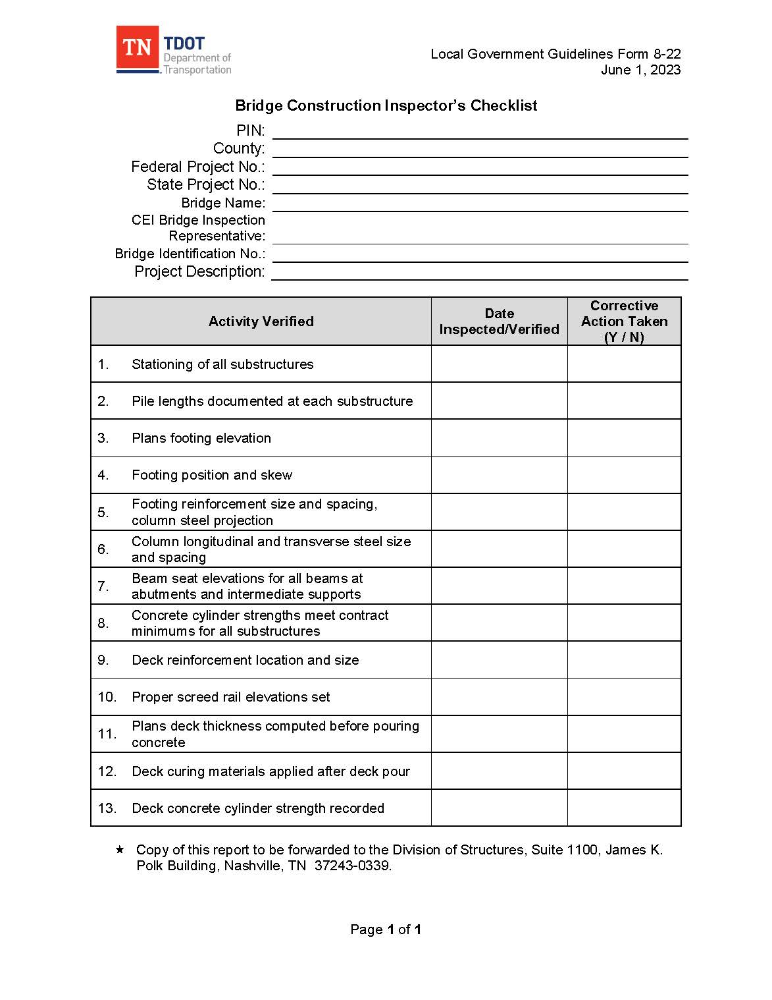 TN TDOT
Department of
Transportation
Local Government Guidelines Form 8-22
June 1, 2023
Bridge Construction Inspector's Checklist
PIN:
County:
Federal Project No.:
State Project No.:
Bridge Name:
CEI Bridge Inspection
Representative:
Bridge Identification No.:
Project Description:
Activity Verified
Date
Inspected/Verified
Corrective
Action Taken
(Y / N)
1. Stationing of all substructures
2. Pile lengths documented at each substructure
3. Plans footing elevation
4. Footing position and skew
5. Footing reinforcement size and spacing,
column steel projection
6. Column longitudinal and transverse steel size
and spacing
7. Beam seat elevations for all beams at
abutments and intermediate supports
8. Concrete cylinder strengths meet contract
minimums for all substructures
9. Deck reinforcement location and size
10. Proper screed rail elevations set
11. Plans deck thickness computed before pouring
concrete
12. Deck curing materials applied after deck pour
13. Deck concrete cylinder strength recorded
★ Copy of this report to be forwarded to the Division of Structures, Suite 1100, James K.
Polk Building, Nashville, TN 37243-0339.
Page 1 of 1